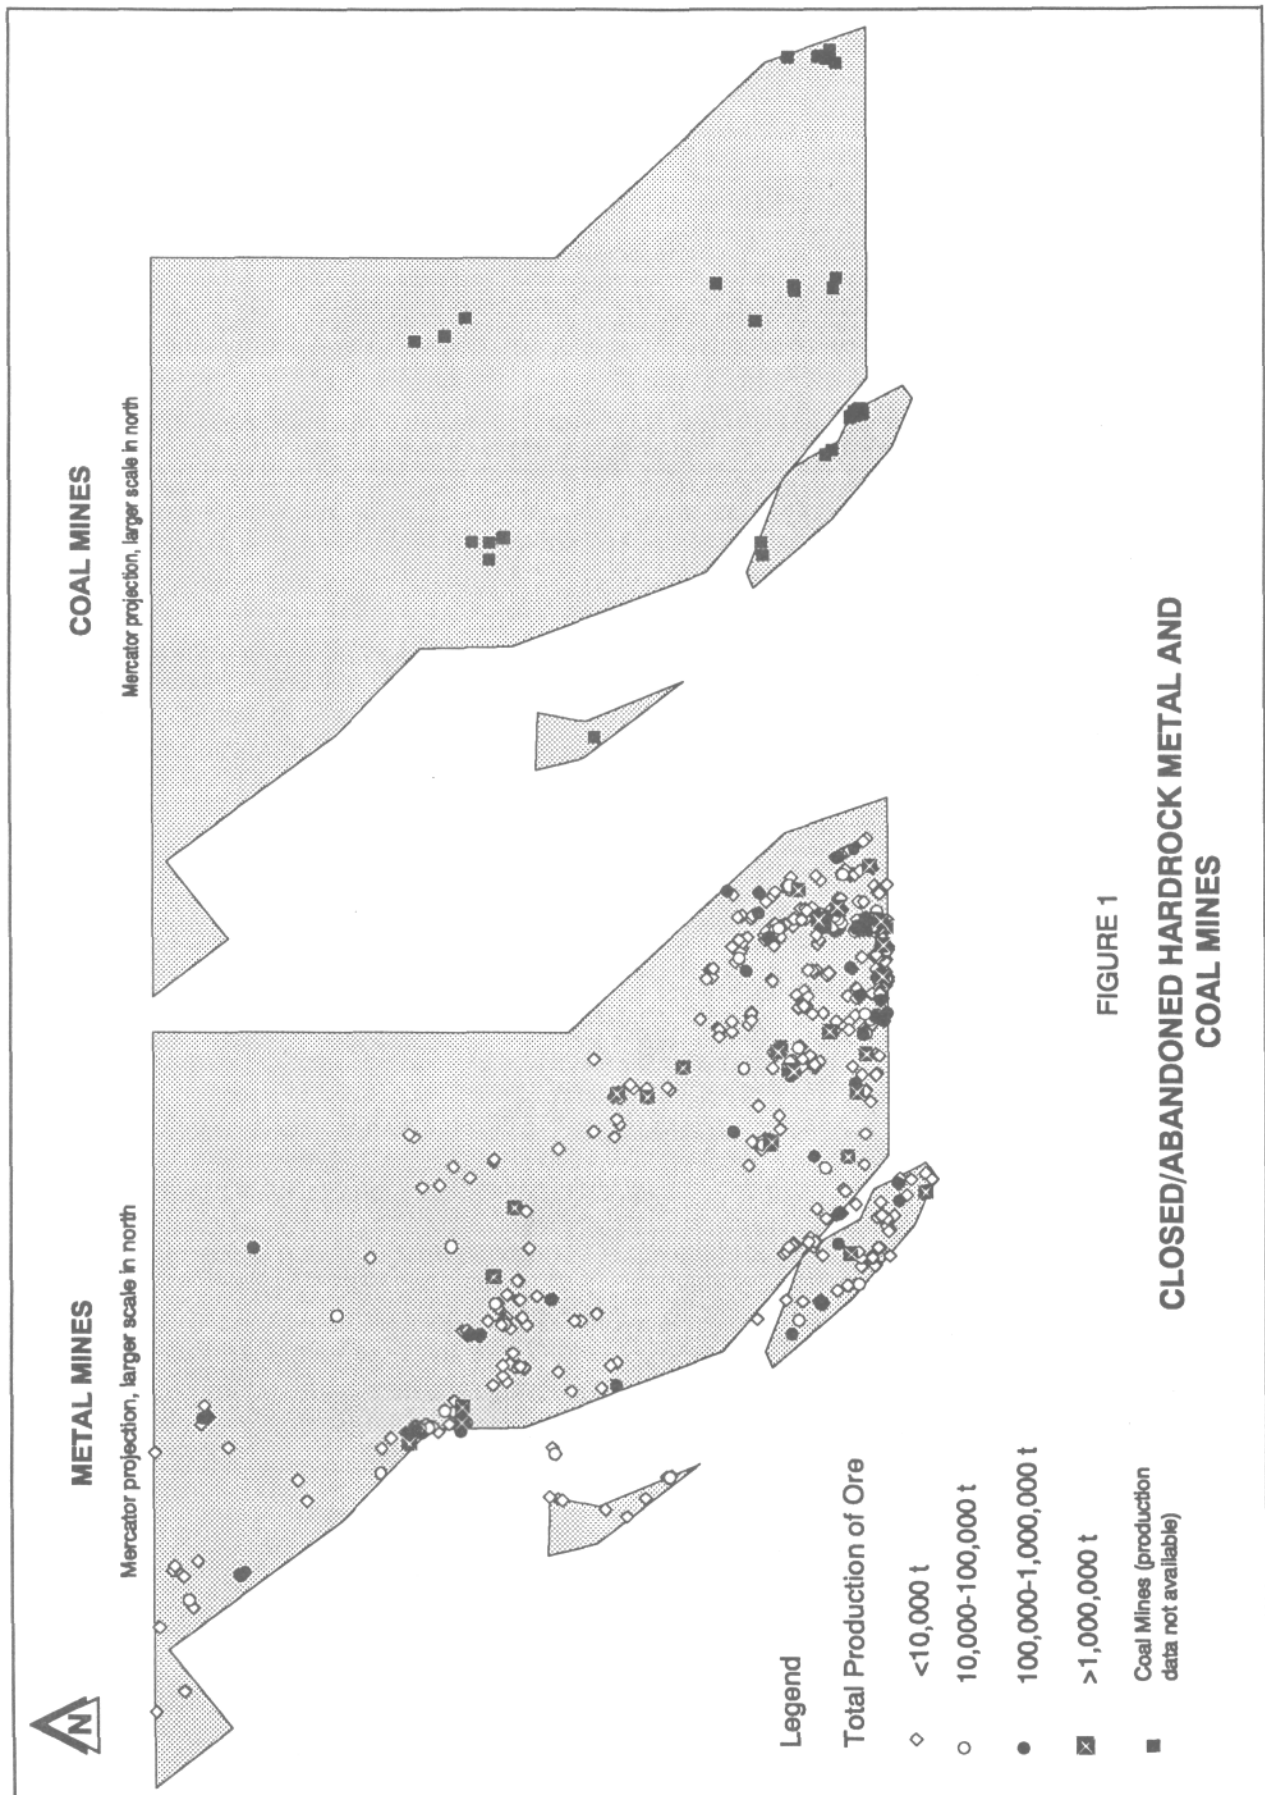 N
METAL MINES
Mercator projection, larger scale in north
COAL MINES
Mercator projection, larger scale in north
Legend
Total Production of Ore
<10,000 t
10,000-100,000 t
100,000-1,000,000 t
>1,000,000 t
Coal Mines (production
data not available)
FIGURE 1
CLOSED/ABANDONED HARDROCK METAL AND
COAL MINES